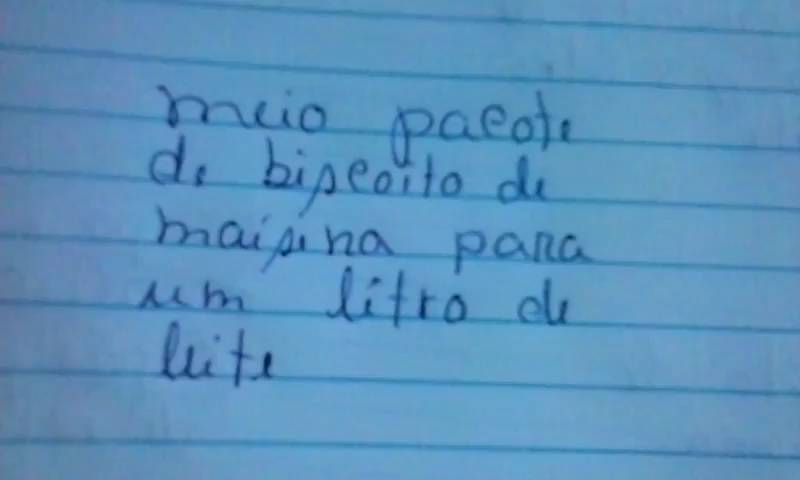 meio pacote
de biscoito de
maisena para
um litro de
leite